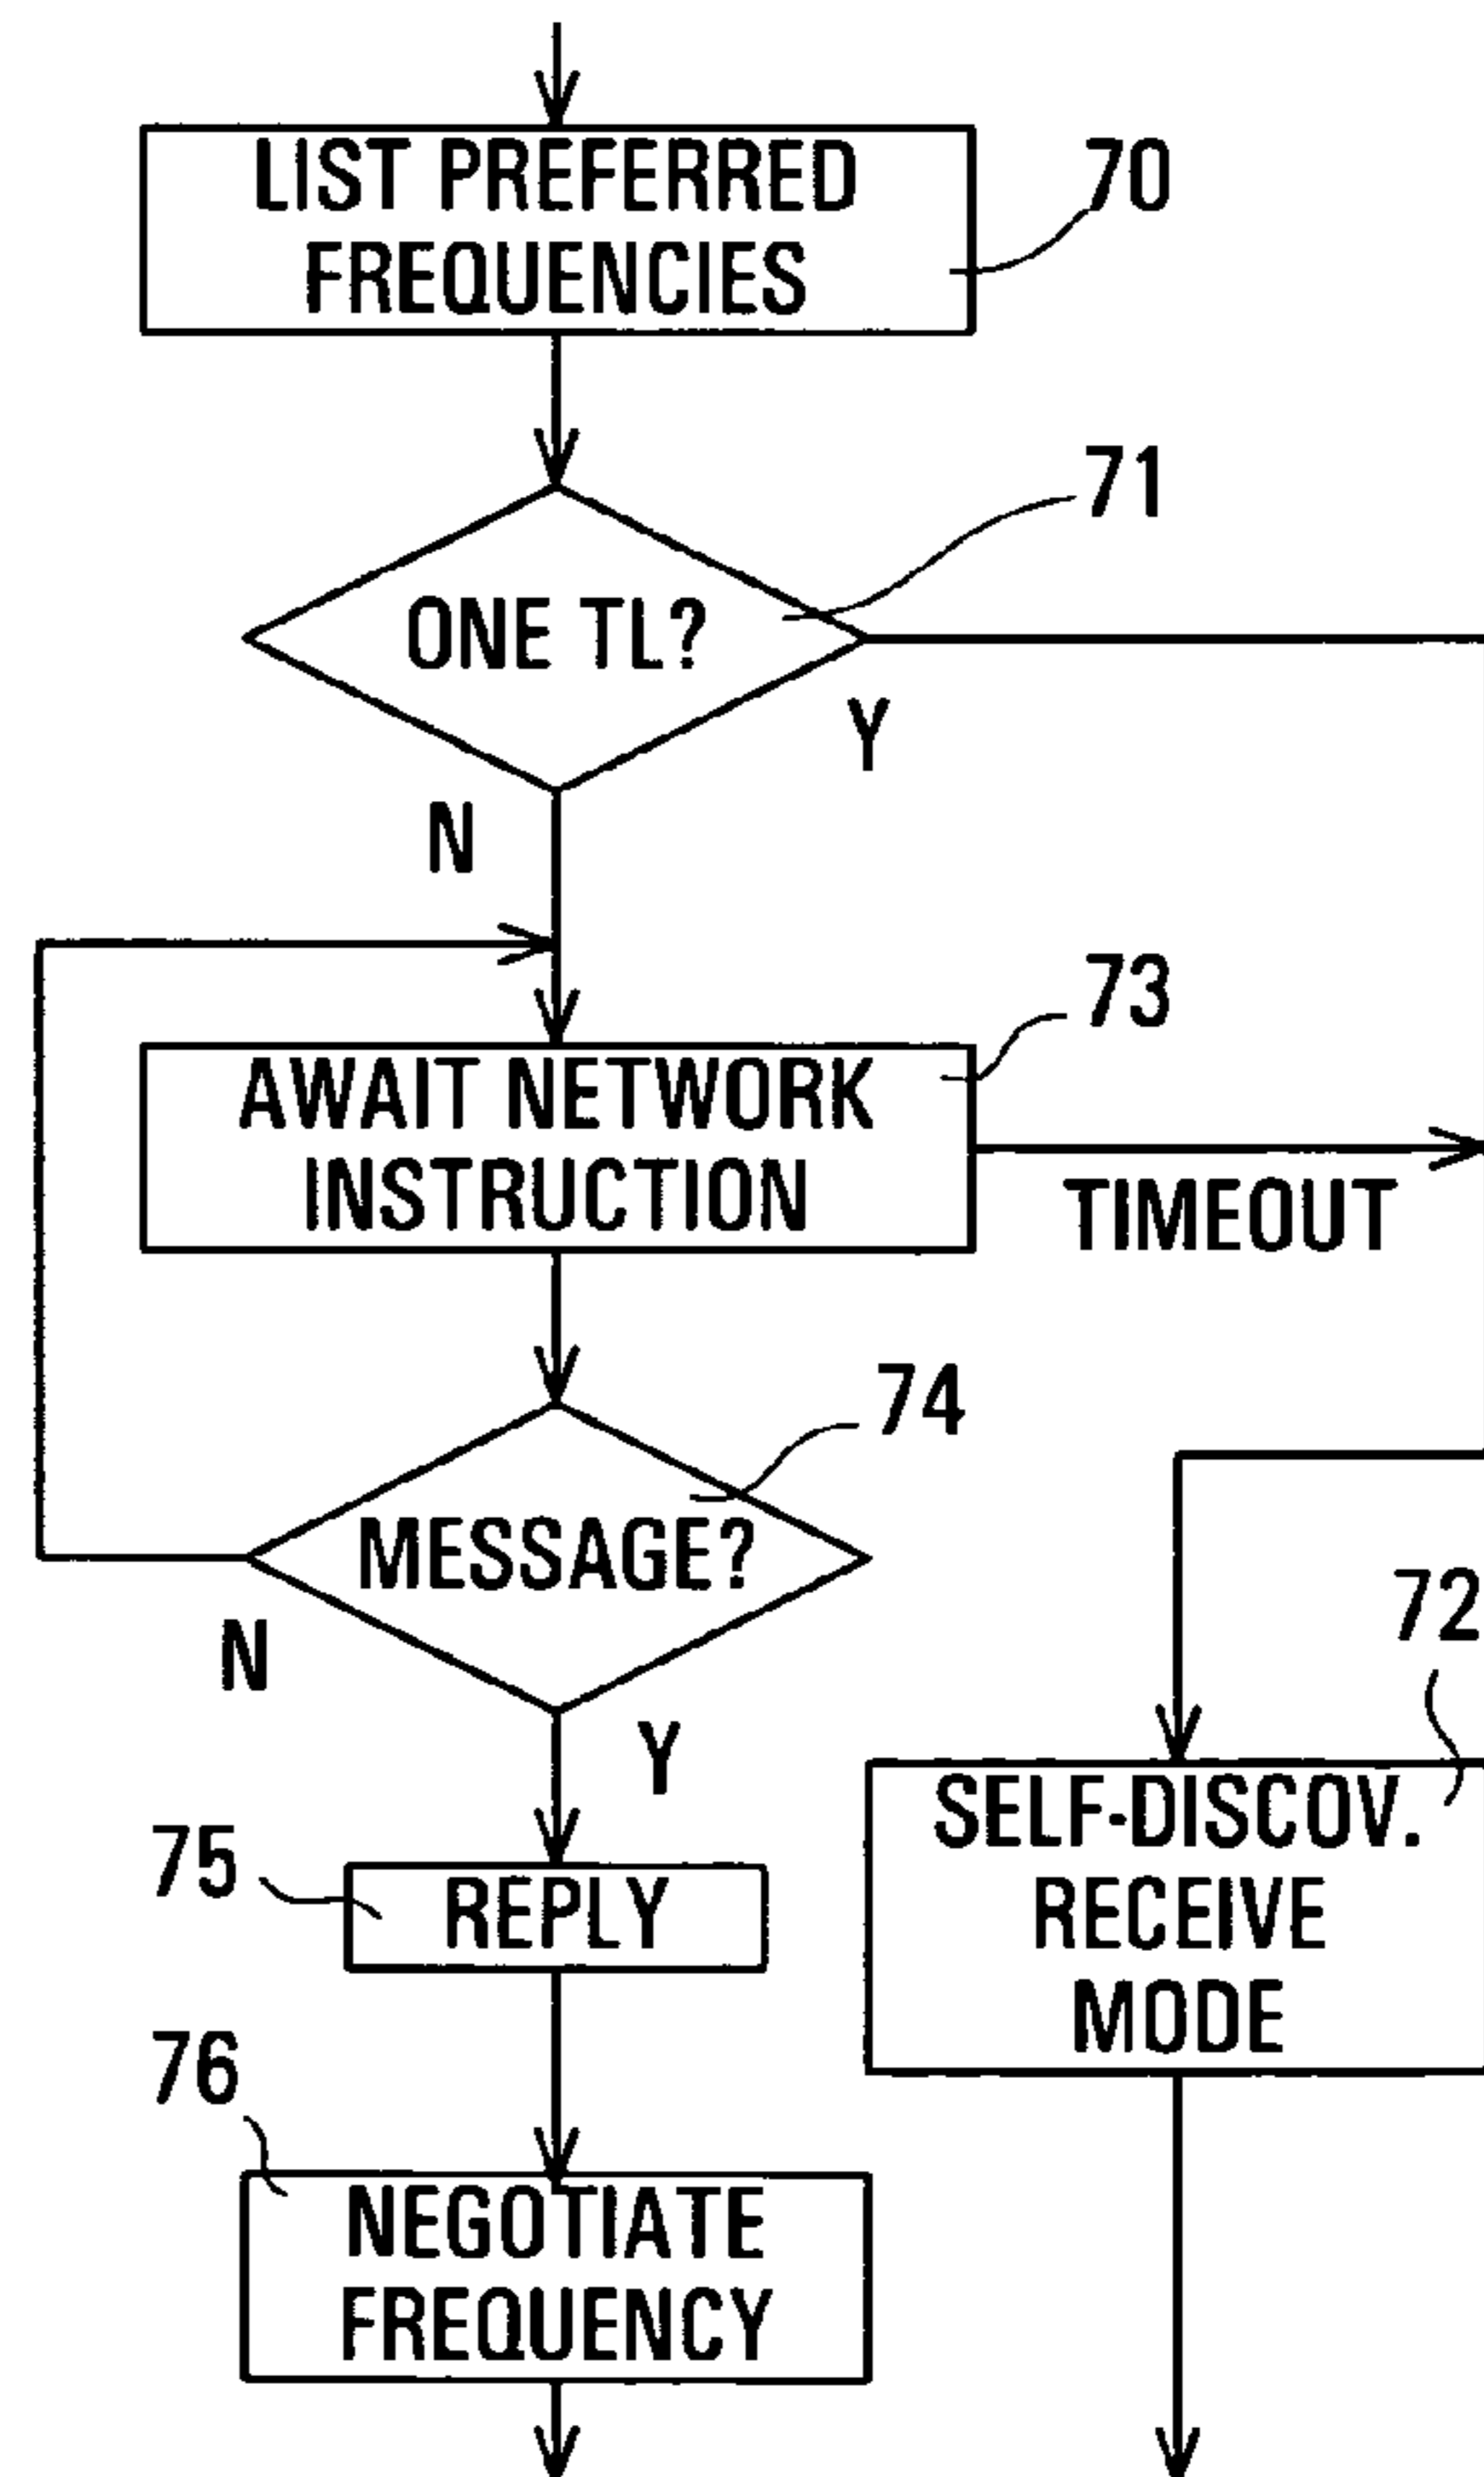 LIST PREFERRED
FREQUENCIES
70
ONE TL?
71
Y
N
AWAIT NETWORK
INSTRUCTION
73
TIMEOUT
MESSAGE?
74
N
Y
72
SELF-DISCOV.
RECEIVE
MODE
75
REPLY
76
NEGOTIATE
FREQUENCY